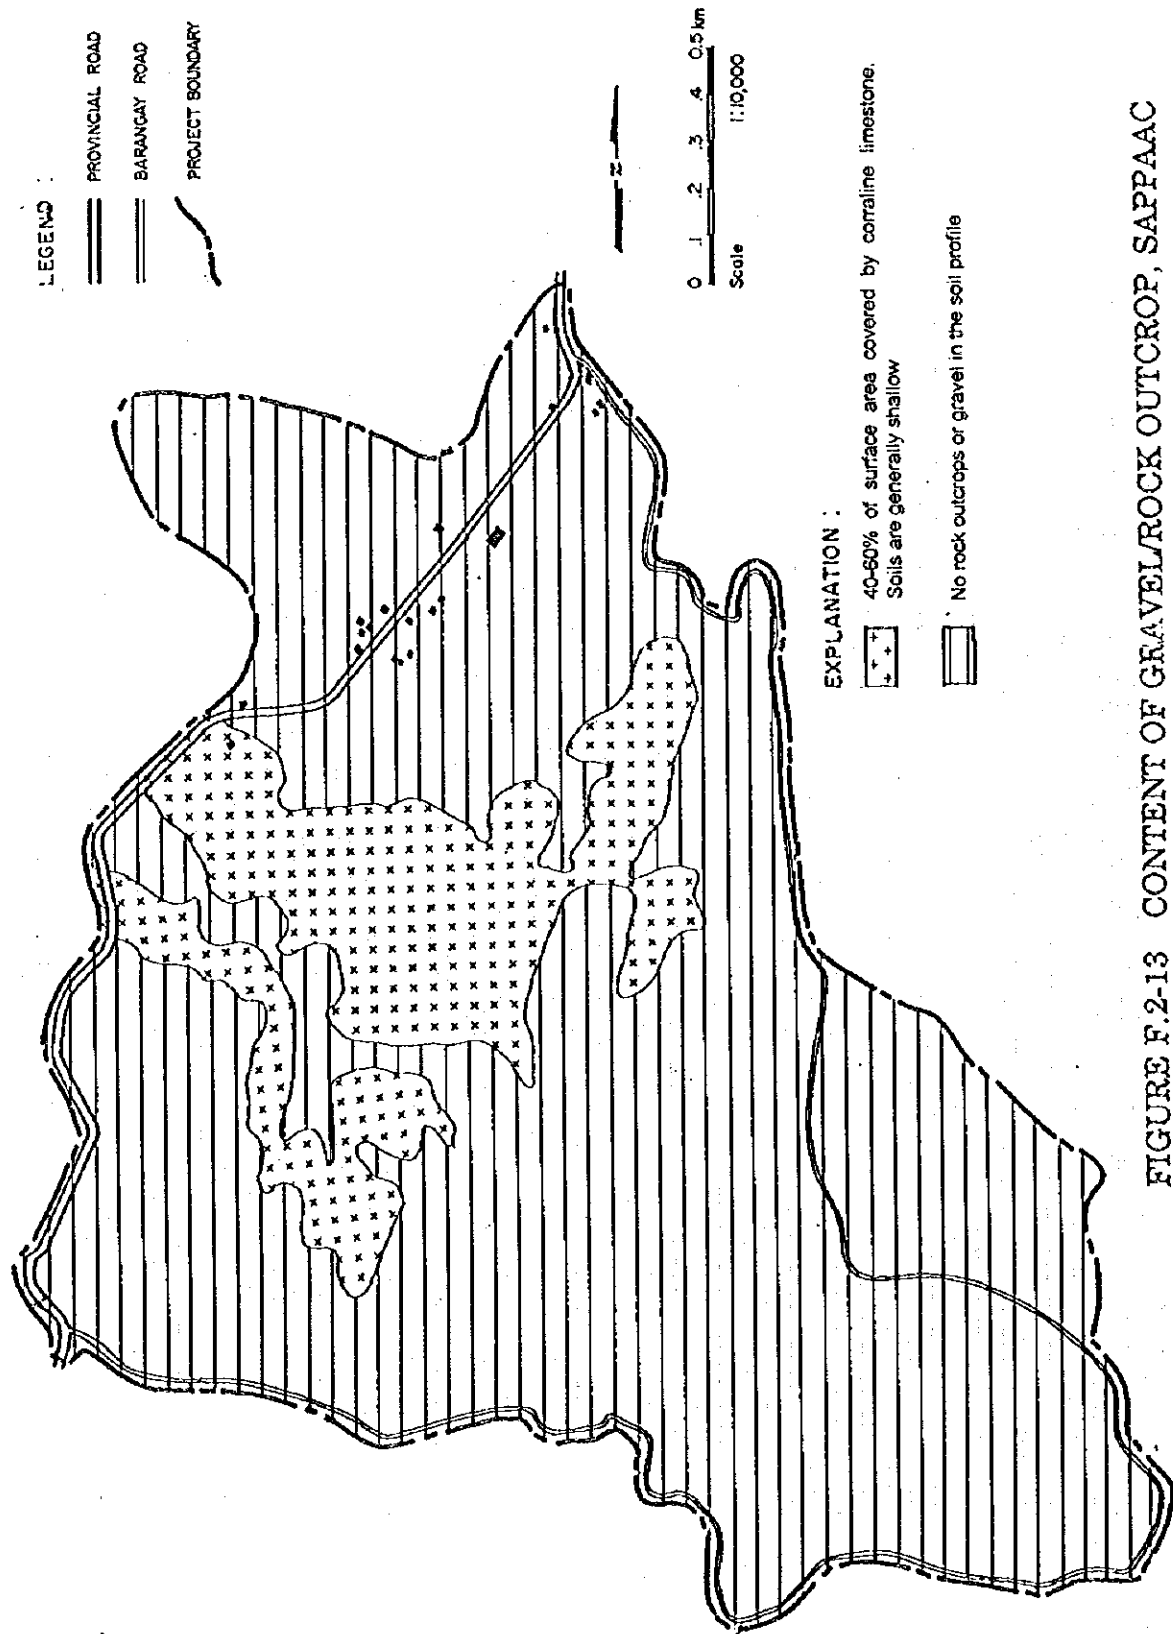 LEGEND :
PROVINCIAL ROAD
BARANGAY ROAD
PROJECT BOUNDARY
z
0 .1 .2 .3 .4 0.5 km
Scale 1:10,000
EXPLANATION :
40-60% of surface area covered by corraline limestone.
Soils are generally shallow
No rock outcrops or gravel in the soil profile
FIGURE F.2-13 CONTENT OF GRAVEL/ROCK OUTCROP, SAPPAAC